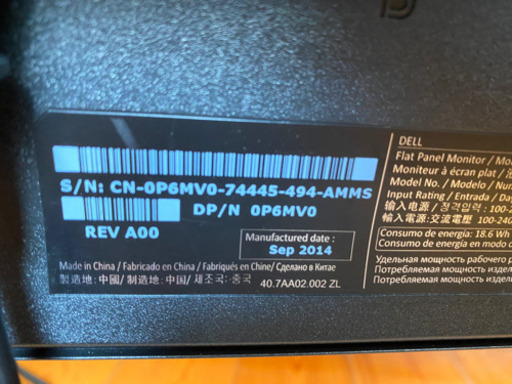 S/N: CN-0P6MV0-74445-494-AMMS
DP/N 0P6MV0
REV A00
Manufactured date :
Sep 2014
Made in China / Fabricado en China / Fabriqués en Chine/ Сделано в Китае
製造地: 中國/ 制造地: 中国/ 제조국: 중국
40.7AA02.002 ZL
DELL
Flat Panel Monitor /
Moniteur à écran plat /
Model No. / Modelo /
Input Rating / Entrada /
输入电源 / 정격입력 : 100-
輸入電源/交流電壓 100-240
Consumo de energía: 18.6 Wh
Consumo de energía en modo d
Удельная мощность рабочего
Потребляемая мощность издел
Потребляемая мощность издел